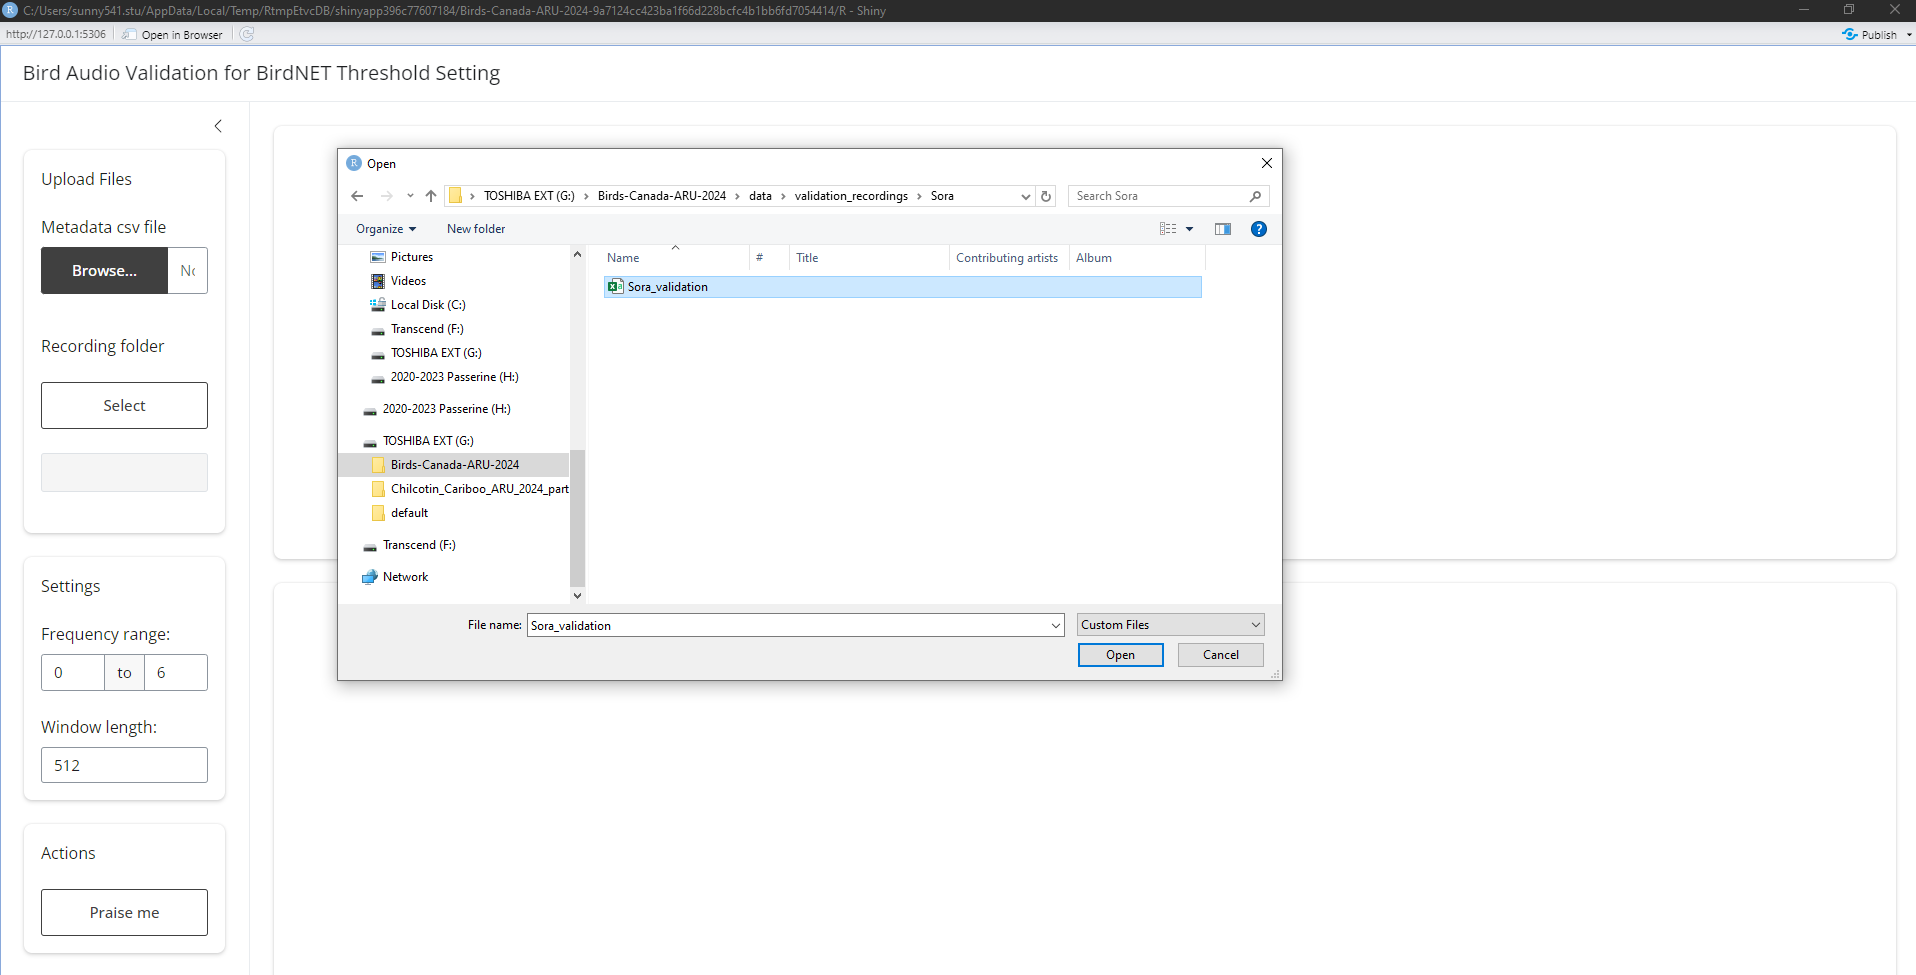 C:/Users/sunny541.stu/AppData/Local/Temp/RtmpEtvcDB/shinyapp396c77607184/Birds-Canada-ARU-2024-9a7124cc423ba1f66d228bcfc4b1bb6fd7054414/R - Shiny
http://127.0.0.1:5306 Open in Browser Publish
Bird Audio Validation for BirdNET Threshold Setting
Upload Files
Metadata csv file
Browse... No
Recording folder
Select
Settings
Frequency range:
0 to 6
Window length:
512
Actions
Praise me
Open
TOSHIBA EXT (G:) > Birds-Canada-ARU-2024 > data > validation_recordings > Sora
Search Sora
Organize New folder
Pictures
Videos
Local Disk (C:)
Transcend (F:)
TOSHIBA EXT (G:)
2020-2023 Passerine (H:)
2020-2023 Passerine (H:)
TOSHIBA EXT (G:)
Birds-Canada-ARU-2024
Chilcotin_Cariboo_ARU_2024_part
default
Transcend (F:)
Network
Name # Title Contributing artists Album
Sora_validation
File name: Sora_validation Custom Files
Open Cancel